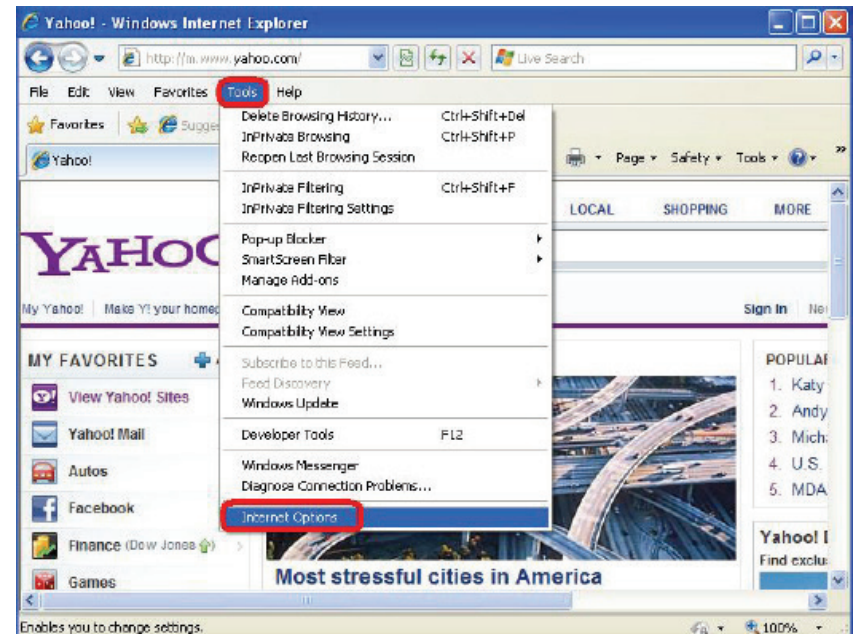 Yahoo! - Windows Internet Explorer
http://m.www.yahoo.com/
Live Search
File Edit View Favorites Tools Help
Favorites
Yahoo!
Page Safety Tools
Delete Browsing History... Ctrl+Shift+Del
InPrivate Browsing Ctrl+Shift+P
Reopen Last Browsing Session
InPrivate Filtering Ctrl+Shift+F
InPrivate Filtering Settings
Pop-up Blocker
SmartScreen Filter
Manage Add-ons
Compatibility View
Compatibility View Settings
Subscribe to this Feed...
Feed Discovery
Windows Update
Developer Tools F12
Windows Messenger
Diagnose Connection Problems...
Internet Options
LOCAL SHOPPING MORE
YAHOO
My Yahoo! Make Y! your
Sign In
MY FAVORITES
View Yahoo! Sites
Yahoo! Mail
Autos
Facebook
Finance (Dow Jones)
Games
Most stressful cities in America
1. Katy
2. Andy
3.
4. U.S.
5. MDA
Yahoo!
Find
Enables you to change settings.
100%